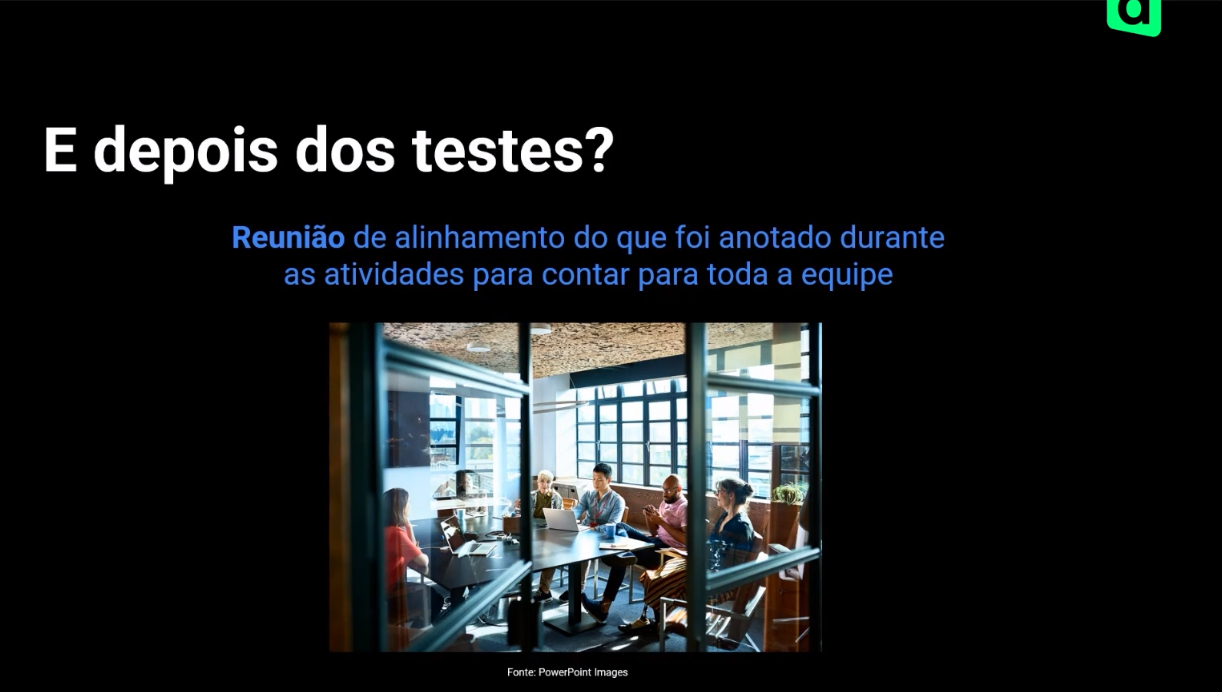 E depois dos testes?
Reunião de alinhamento do que foi anotado durante
as atividades para contar para toda a equipe
Fonte: PowerPoint Images